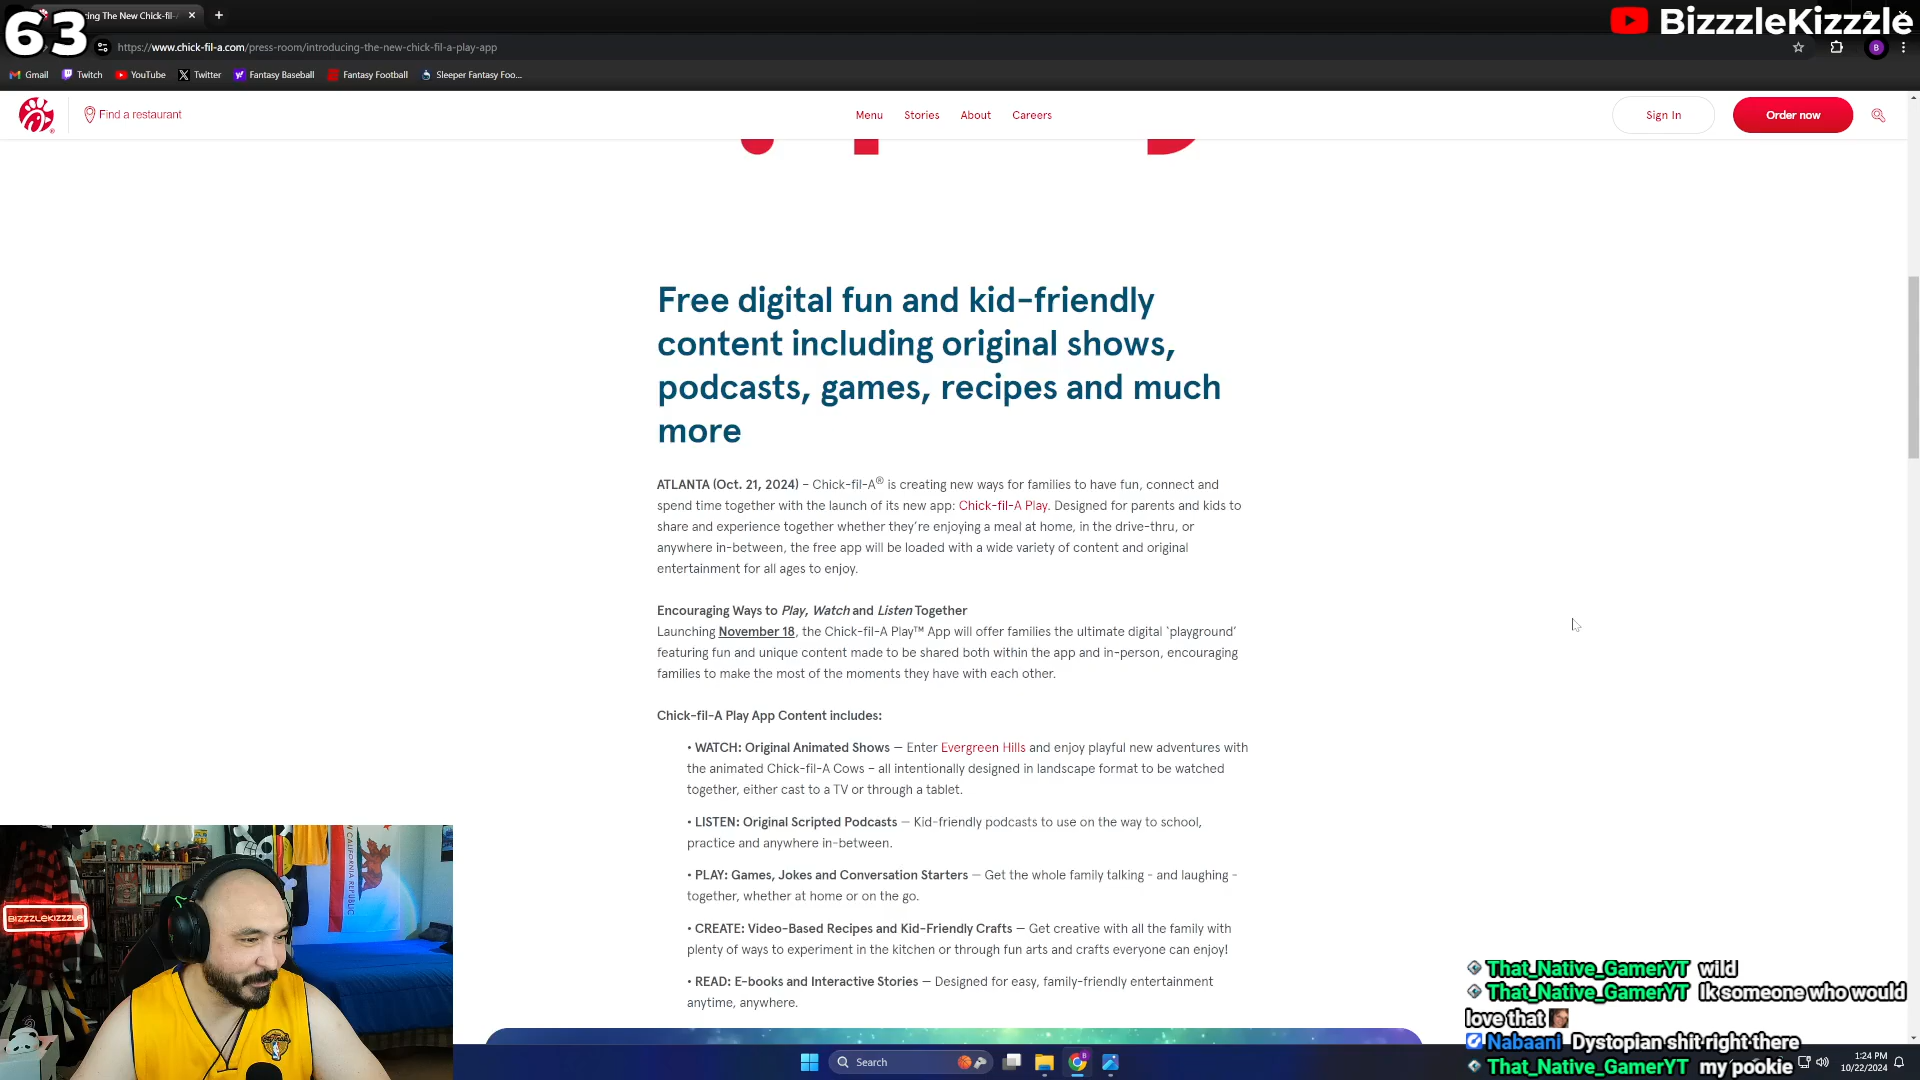 63
cing The New Chick-fil-
BizzzleKizzzle
https://www.chick-fil-a.com/press-room/introducing-the-new-chick-fil-a-play-app
B
Gmail Twitch YouTube Twitter Fantasy Baseball Fantasy Football Sleeper Fantasy Foo...
Find a restaurant
Menu Stories About Careers
Sign In Order now
Free digital fun and kid-friendly
content including original shows,
podcasts, games, recipes and much
more
ATLANTA (Oct. 21, 2024) – Chick-fil-A® is creating new ways for families to have fun, connect and
spend time together with the launch of its new app: Chick-fil-A Play. Designed for parents and kids to
share and experience together whether they're enjoying a meal at home, in the drive-thru, or
anywhere in-between, the free app will be loaded with a wide variety of content and original
entertainment for all ages to enjoy.
Encouraging Ways to Play, Watch and Listen Together
Launching November 18, the Chick-fil-A Play™ App will offer families the ultimate digital ‘playground’
featuring fun and unique content made to be shared both within the app and in-person, encouraging
families to make the most of the moments they have with each other.
Chick-fil-A Play App Content includes:
• WATCH: Original Animated Shows — Enter Evergreen Hills and enjoy playful new adventures with
the animated Chick-fil-A Cows – all intentionally designed in landscape format to be watched
together, either cast to a TV or through a tablet.
• LISTEN: Original Scripted Podcasts — Kid-friendly podcasts to use on the way to school,
practice and anywhere in-between.
• PLAY: Games, Jokes and Conversation Starters — Get the whole family talking - and laughing -
together, whether at home or on the go.
• CREATE: Video-Based Recipes and Kid-Friendly Crafts — Get creative with all the family with
plenty of ways to experiment in the kitchen or through fun arts and crafts everyone can enjoy!
• READ: E-books and Interactive Stories — Designed for easy, family-friendly entertainment
anytime, anywhere.
CALIFORNIA REPUBLIC
BIZZZLEKIZZZLE
That_Native_GamerYT wild
That_Native_GamerYT Ik someone who would
love that
Nabaani Dystopian shit right there
That_Native_GamerYT my pookie
Search
1:24 PM
10/22/2024